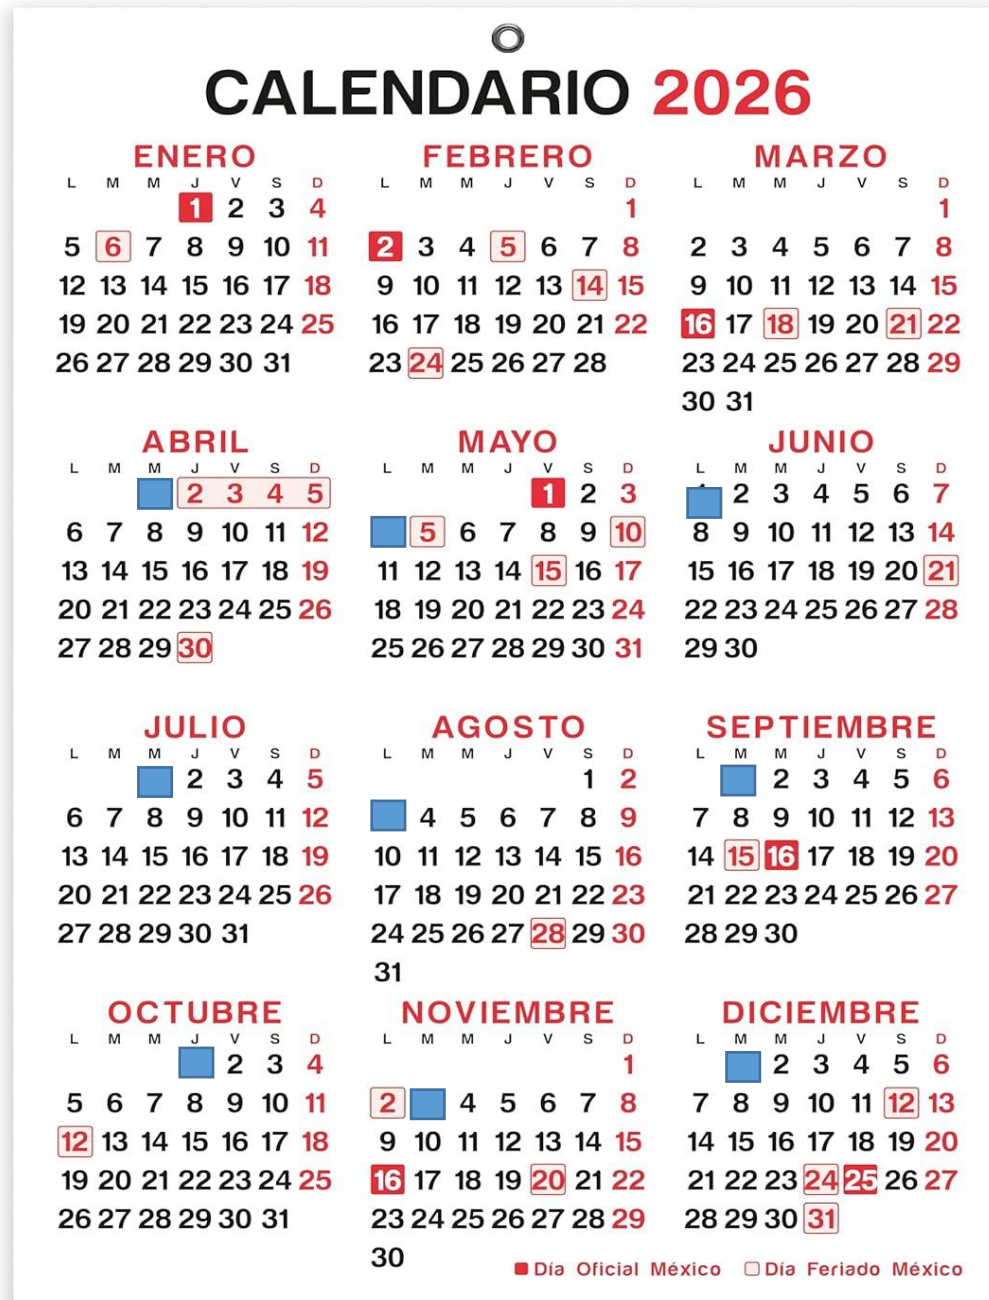 CALENDARIO 2026
ENERO
L M M J V S D
1 2 3 4
5 6 7 8 9 10 11
12 13 14 15 16 17 18
19 20 21 22 23 24 25
26 27 28 29 30 31
FEBRERO
L M M J V S D
1
2 3 4 5 6 7 8
9 10 11 12 13 14 15
16 17 18 19 20 21 22
23 24 25 26 27 28
MARZO
L M M J V S D
1
2 3 4 5 6 7 8
9 10 11 12 13 14 15
16 17 18 19 20 21 22
23 24 25 26 27 28 29
30 31
ABRIL
L M M J V S D
2 3 4 5
6 7 8 9 10 11 12
13 14 15 16 17 18 19
20 21 22 23 24 25 26
27 28 29 30
MAYO
L M M J V S D
1 2 3
5 6 7 8 9 10
11 12 13 14 15 16 17
18 19 20 21 22 23 24
25 26 27 28 29 30 31
JUNIO
L M M J V S D
2 3 4 5 6 7
8 9 10 11 12 13 14
15 16 17 18 19 20 21
22 23 24 25 26 27 28
29 30
JULIO
L M M J V S D
2 3 4 5
6 7 8 9 10 11 12
13 14 15 16 17 18 19
20 21 22 23 24 25 26
27 28 29 30 31
AGOSTO
L M M J V S D
1 2
4 5 6 7 8 9
10 11 12 13 14 15 16
17 18 19 20 21 22 23
24 25 26 27 28 29 30
31
SEPTIEMBRE
L M M J V S D
2 3 4 5 6
7 8 9 10 11 12 13
14 15 16 17 18 19 20
21 22 23 24 25 26 27
28 29 30
OCTUBRE
L M M J V S D
2 3 4
5 6 7 8 9 10 11
12 13 14 15 16 17 18
19 20 21 22 23 24 25
26 27 28 29 30 31
NOVIEMBRE
L M M J V S D
1
2 4 5 6 7 8
9 10 11 12 13 14 15
16 17 18 19 20 21 22
23 24 25 26 27 28 29
30
DICIEMBRE
L M M J V S D
2 3 4 5 6
7 8 9 10 11 12 13
14 15 16 17 18 19 20
21 22 23 24 25 26 27
28 29 30 31
Día Oficial México Día Feriado México